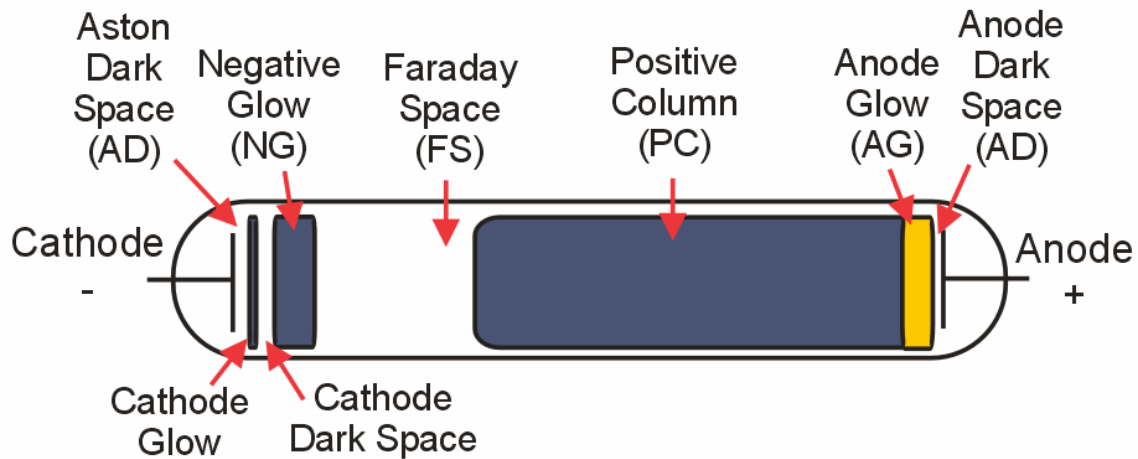 Aston
Dark
Space
(AD)
Negative
Glow
(NG)
Faraday
Space
(FS)
Positive
Column
(PC)
Anode
Glow
(AG)
Anode
Dark
Space
(AD)
Cathode
-
Anode
+
Cathode
Glow
Cathode
Dark Space